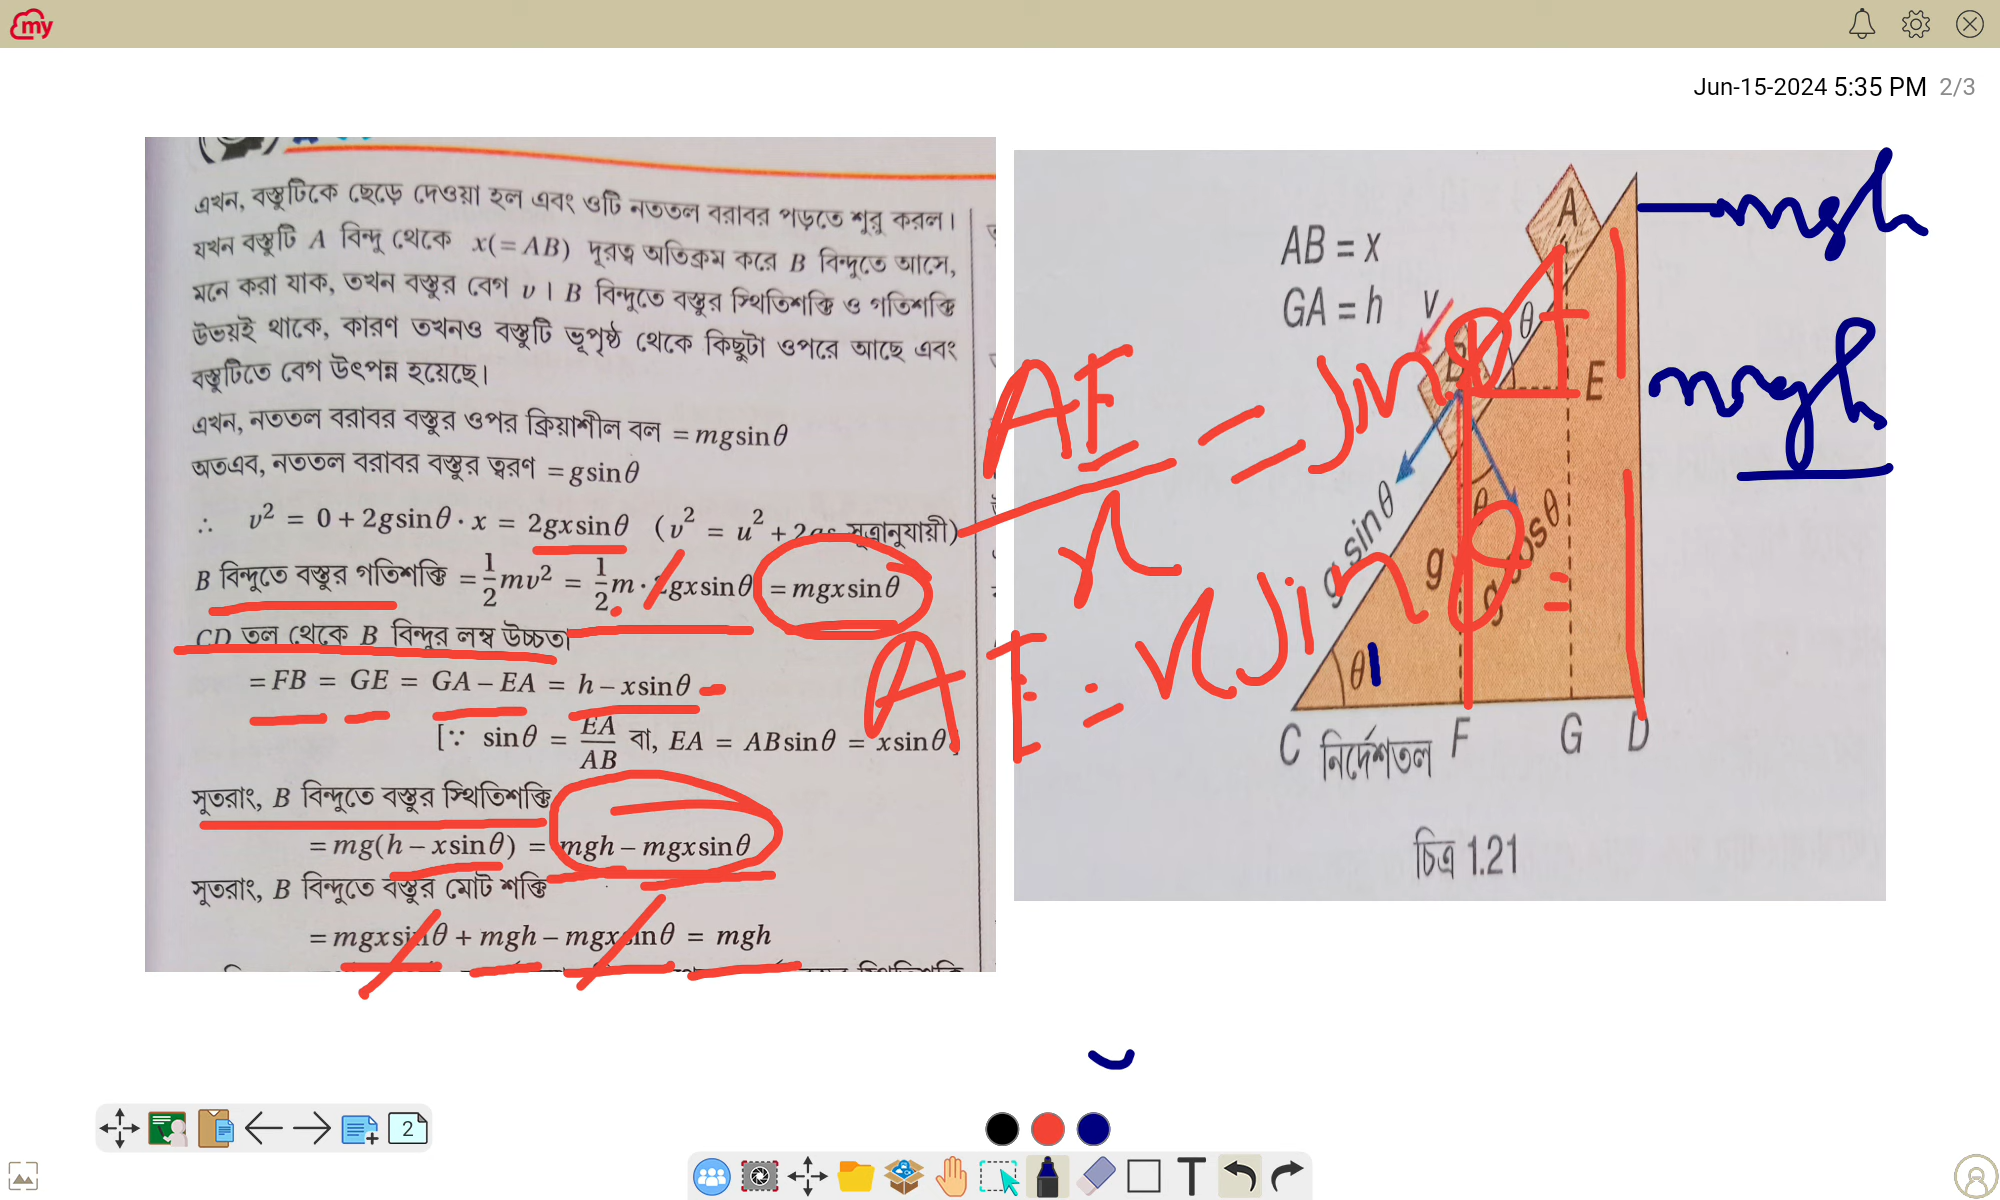 my
Jun-15-2024 5:35 PM 2/3
এখন, বস্তুটিকে ছেড়ে দেওয়া হল এবং ওটি নততল বরাবর পড়তে শুরু করল।
যখন বস্তুটি A বিন্দু থেকে x(= AB) দূরত্ব অতিক্রম করে B বিন্দুতে আসে,
মনে করা যাক, তখন বস্তুর বেগ v। B বিন্দুতে বস্তুর স্থিতিশক্তি ও গতিশক্তি
উভয়ই থাকে, কারণ তখনও বস্তুটি ভূপৃষ্ঠ থেকে কিছুটা ওপরে আছে এবং
বস্তুটিতে বেগ উৎপন্ন হয়েছে।
এখন, নততল বরাবর বস্তুর ওপর ক্রিয়াশীল বল = mgsinθ
অতএব, নততল বরাবর বস্তুর ত্বরণ = gsinθ
∴ v² = 0 + 2gsinθ · x = 2gxsinθ (v² = u² + 2as সূত্রানুযায়ী)
B বিন্দুতে বস্তুর গতিশক্তি = 1/2 mv² = 1/2 m · 2gxsinθ = mgxsinθ
CD তল থেকে B বিন্দুর লম্ব উচ্চতা
= FB = GE = GA – EA = h – xsinθ
[∵ sinθ = EA/AB বা, EA = ABsinθ = xsinθ]
সুতরাং, B বিন্দুতে বস্তুর স্থিতিশক্তি
= mg(h – xsinθ) = mgh – mgxsinθ
সুতরাং, B বিন্দুতে বস্তুর মোট শক্তি
= mgxsinθ + mgh – mgxsinθ = mgh
AB = x
GA = h
v
A
θ
B
E
g sinθ
θ
g
g cosθ
θ
C নির্দেশতল F G D
চিত্র 1.21
mgh
mgh
AE/x = sinθ
AE = x sinθ =
2
T